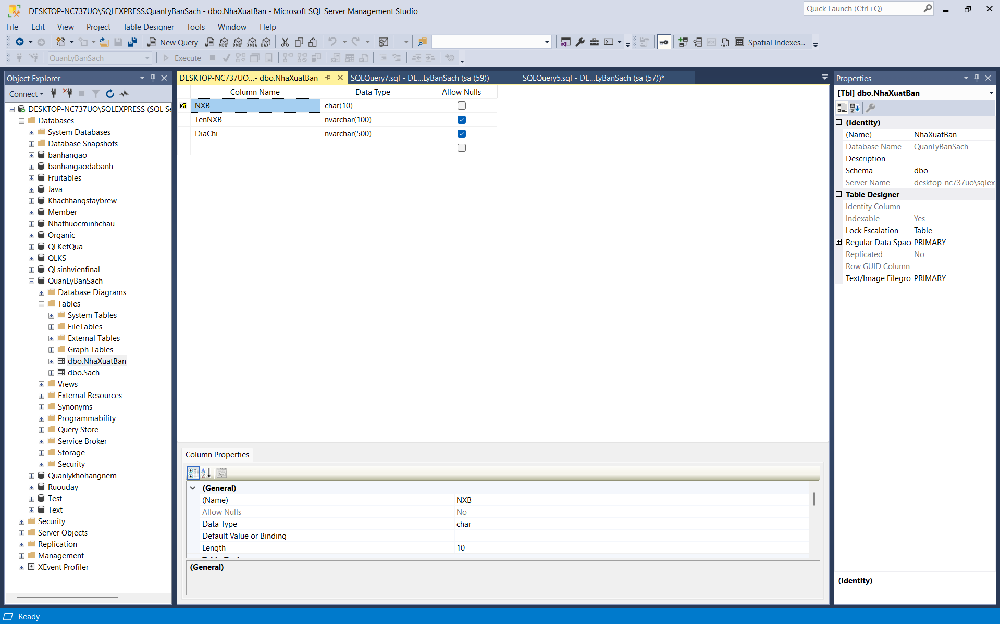 DESKTOP-NC737UO\SQLEXPRESS.QuanLyBanSach - dbo.NhaXuatBan - Microsoft SQL Server Management Studio
Quick Launch (Ctrl+Q)
File Edit View Project Table Designer Tools Window Help
New Query MDX DMX XMLA DAX Spatial Indexes...
QuanLyBanSach Execute
Object Explorer
Connect
DESKTOP-NC737UO\SQLEXPRESS (SQL Se
Databases
System Databases
Database Snapshots
banhangao
banhangaodabanh
Fruitables
Java
Khachhangstaybrew
Member
Nhathuocminhchau
Organic
QLKetQua
QLKS
QLsinhvienfinal
QuanLyBanSach
Database Diagrams
Tables
System Tables
FileTables
External Tables
Graph Tables
dbo.NhaXuatBan
dbo.Sach
Views
External Resources
Synonyms
Programmability
Query Store
Service Broker
Storage
Security
Quanlykhohangnem
Ruouday
Test
Text
Security
Server Objects
Replication
Management
XEvent Profiler
DESKTOP-NC737UO...- dbo.NhaXuatBan
SQLQuery7.sql - DE...LyBanSach (sa (59))
SQLQuery5.sql - DE...LyBanSach (sa (57))*
Column Name Data Type Allow Nulls
NXB char(10)
TenNXB nvarchar(100)
DiaChi nvarchar(500)
Column Properties
(General)
(Name) NXB
Allow Nulls No
Data Type char
Default Value or Binding
Length 10
(General)
Properties
[Tbl] dbo.NhaXuatBan
(Identity)
(Name) NhaXuatBan
Database Name QuanLyBanSach
Description
Schema dbo
Server Name desktop-nc737uo\sqlex
Table Designer
Identity Column
Indexable Yes
Lock Escalation Table
Regular Data Space PRIMARY
Replicated No
Row GUID Column
Text/Image Filegro PRIMARY
(Identity)
Ready